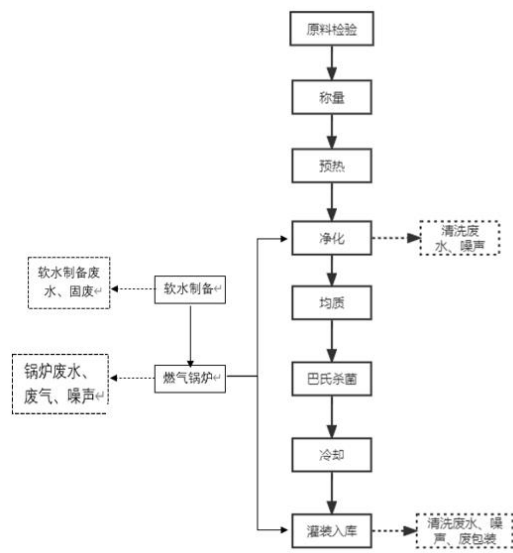 原料检验
称量
预热
净化
清洗废
水、噪声
软水制备废
水、固废
软水制备
均质
锅炉废水、
废气、噪声
燃气锅炉
巴氏杀菌
冷却
灌装入库
清洗废水、噪
声、废包装